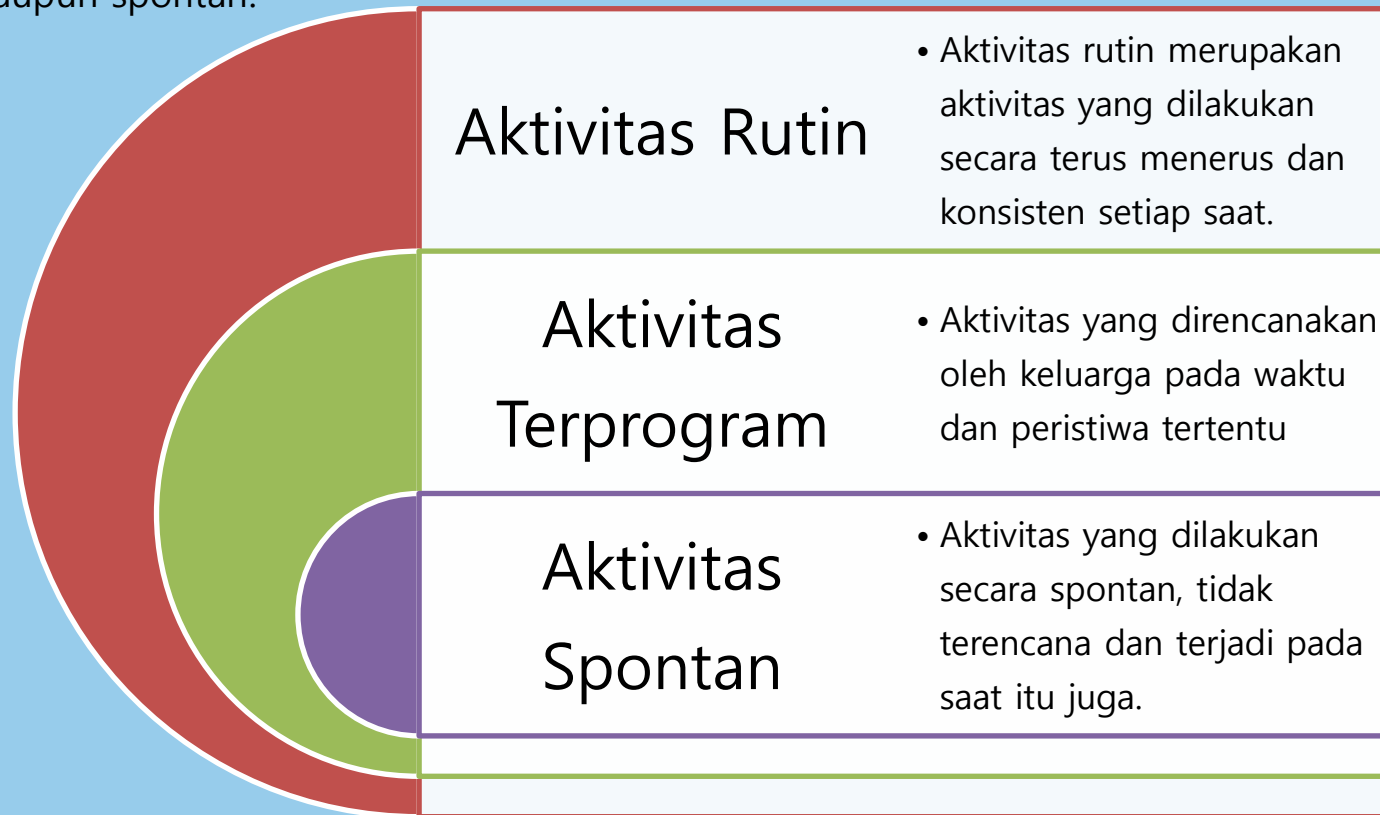 spontan.
Aktivitas Rutin
• Aktivitas rutin merupakan
aktivitas yang dilakukan
secara terus menerus dan
konsisten setiap saat.
Aktivitas
Terprogram
• Aktivitas yang direncanakan
oleh keluarga pada waktu
dan peristiwa tertentu
Aktivitas
Spontan
• Aktivitas yang dilakukan
secara spontan, tidak
terencana dan terjadi pada
saat itu juga.